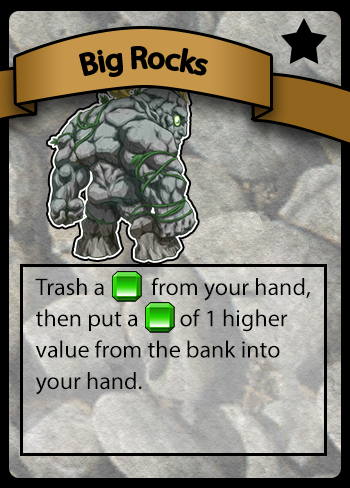 Big Rocks
Trash a from your hand,
then put a of 1 higher
value from the bank into
your hand.